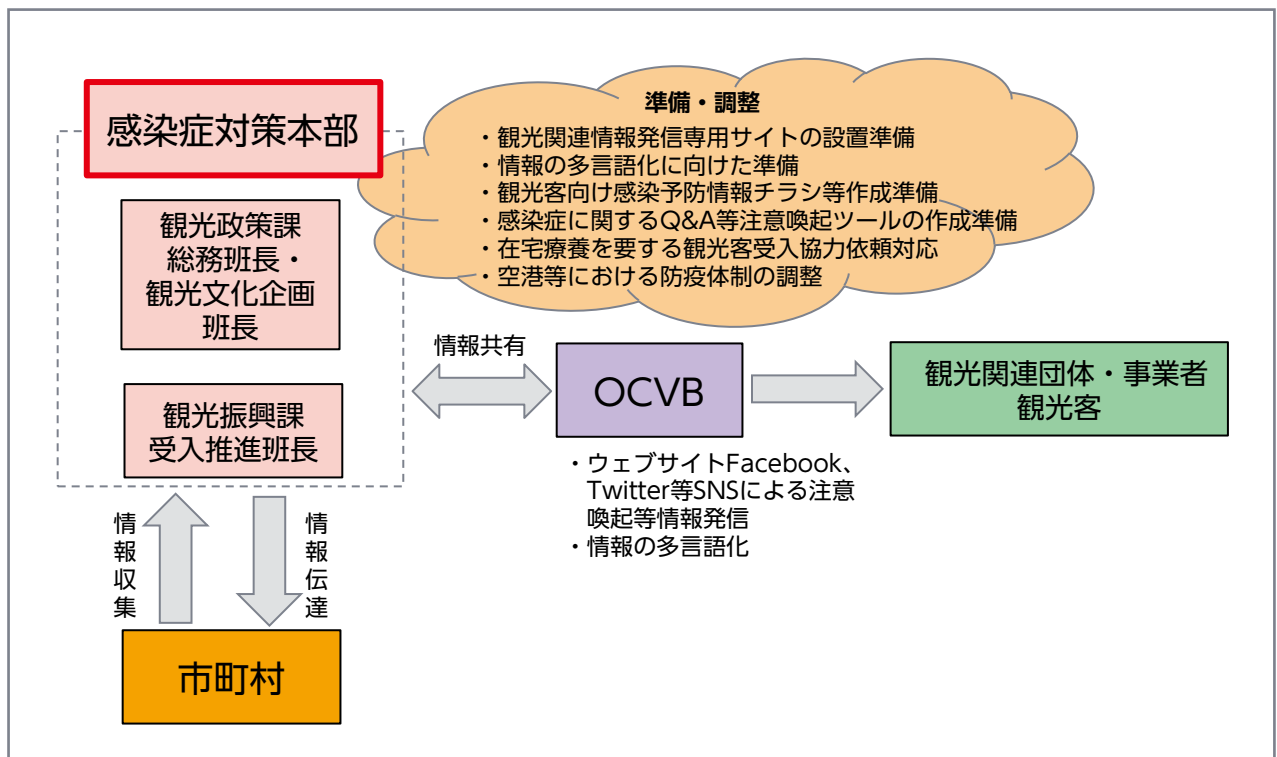 感染症対策本部
観光政策課
総務班長・
観光文化企画
班長
観光振興課
受入推進班長
準備・調整
・観光関連情報発信専用サイトの設置準備
・情報の多言語化に向けた準備
・観光客向け感染予防情報チラシ等作成準備
・感染症に関するQ&A等注意喚起ツールの作成準備
・在宅療養を要する観光客受入協力依頼対応
・空港等における防疫体制の調整
情報共有
OCVB
観光関連団体・事業者
観光客
・ウェブサイトFacebook、
Twitter等SNSによる注意
喚起等情報発信
・情報の多言語化
情報収集
情報伝達
市町村